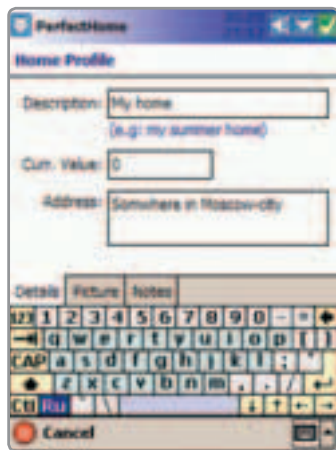 PerfectHome
Home Profile
Description: My home
(e.g: my summer home)
Curr. Value: 0
Address: Somwhere in Moscow-city
Details Picture Notes
123 1 2 3 4 5 6 7 8 9 0 - =
q w e r t y u i o p [ ]
CAP a s d f g h j k l ; '
z x c v b n m , . /
Ctl Ru ` \
Cancel